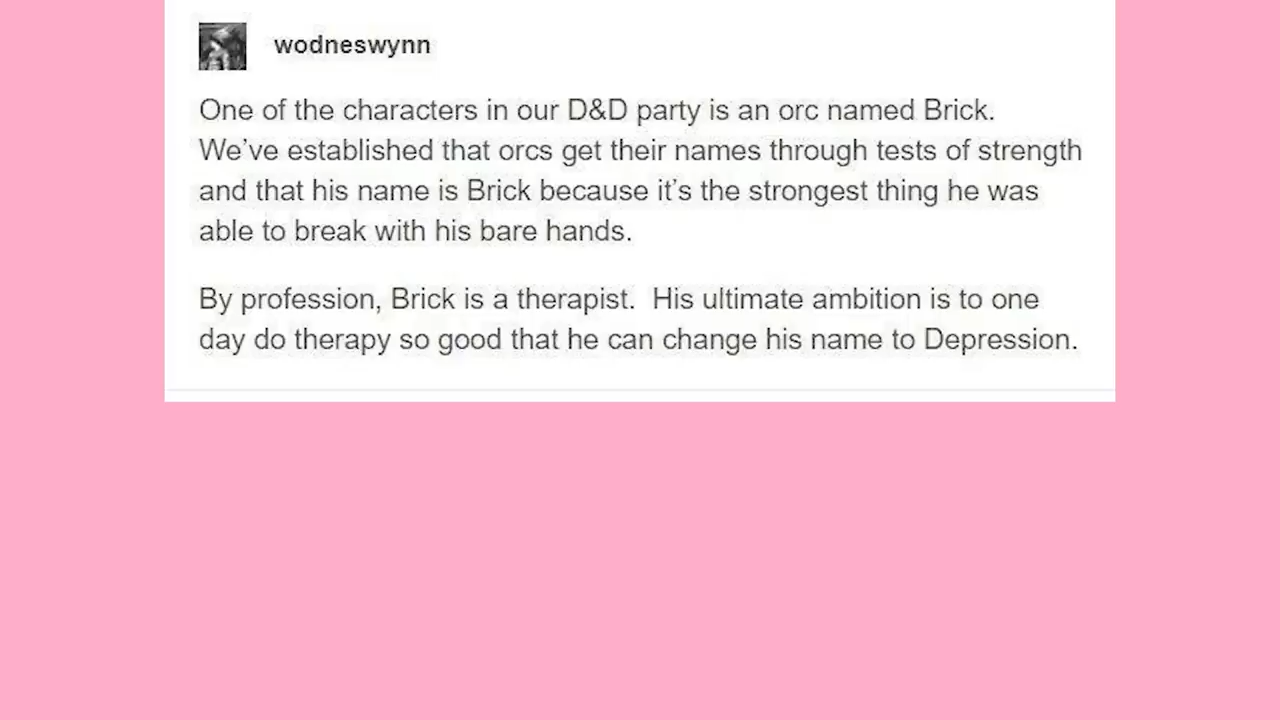 wodneswynn
One of the characters in our D&D party is an orc named Brick.
We’ve established that orcs get their names through tests of strength
and that his name is Brick because it’s the strongest thing he was
able to break with his bare hands.
By profession, Brick is a therapist.  His ultimate ambition is to one
day do therapy so good that he can change his name to Depression.